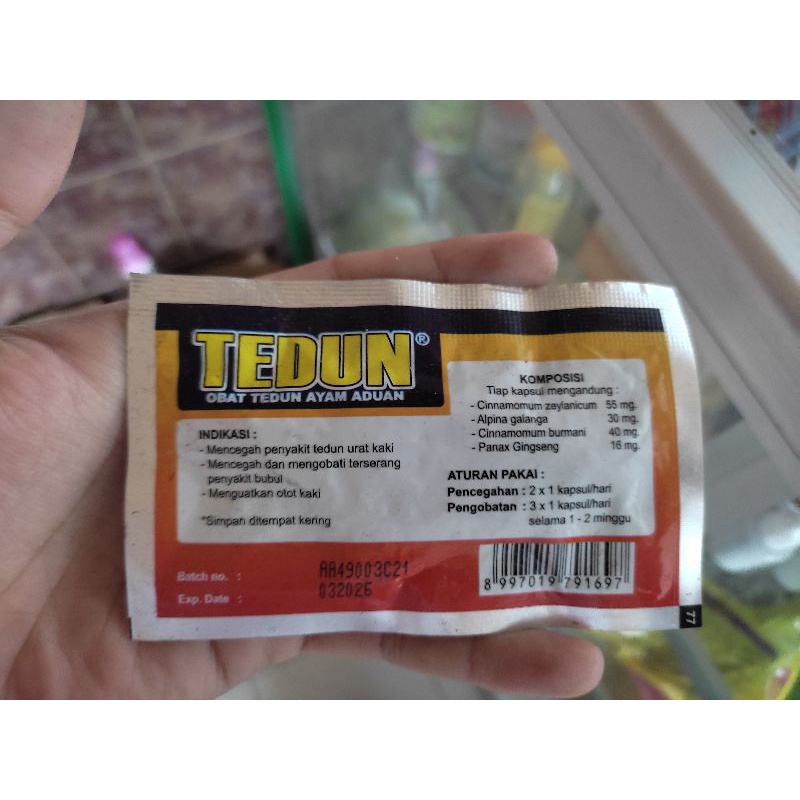 TEDUN®
OBAT TEDUN AYAM ADUAN
INDIKASI :
- Mencegah penyakit tedun urat kaki
- Mencegah dan mengobati terserang
penyakit bubul
- Menguatkan otot kaki
*Simpan ditempat kering
KOMPOSISI
Tiap kapsul mengandung :
- Cinnamomum zeylanicum 55 mg.
- Alpina galanga 30 mg.
- Cinnamomum burmani 40 mg.
- Panax Gingseng 16 mg.
ATURAN PAKAI :
Pencegahan : 2 x 1 kapsul/hari
Pengobatan : 3 x 1 kapsul/hari
selama 1 - 2 minggu
Batch no. : AA49003C21
Exp. Date : 032026
8 997019 791697
77